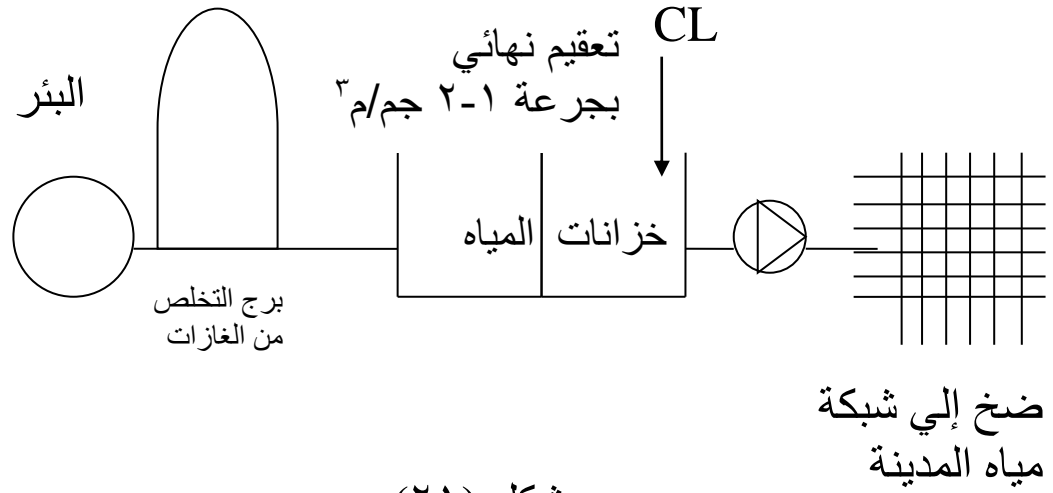 البئر
تعقيم نهائي
بجرعة ١-٢ جم/م٣
CL
خزانات المياه
برج التخلص
من الغازات
ضخ إلي شبكة
مياه المدينة